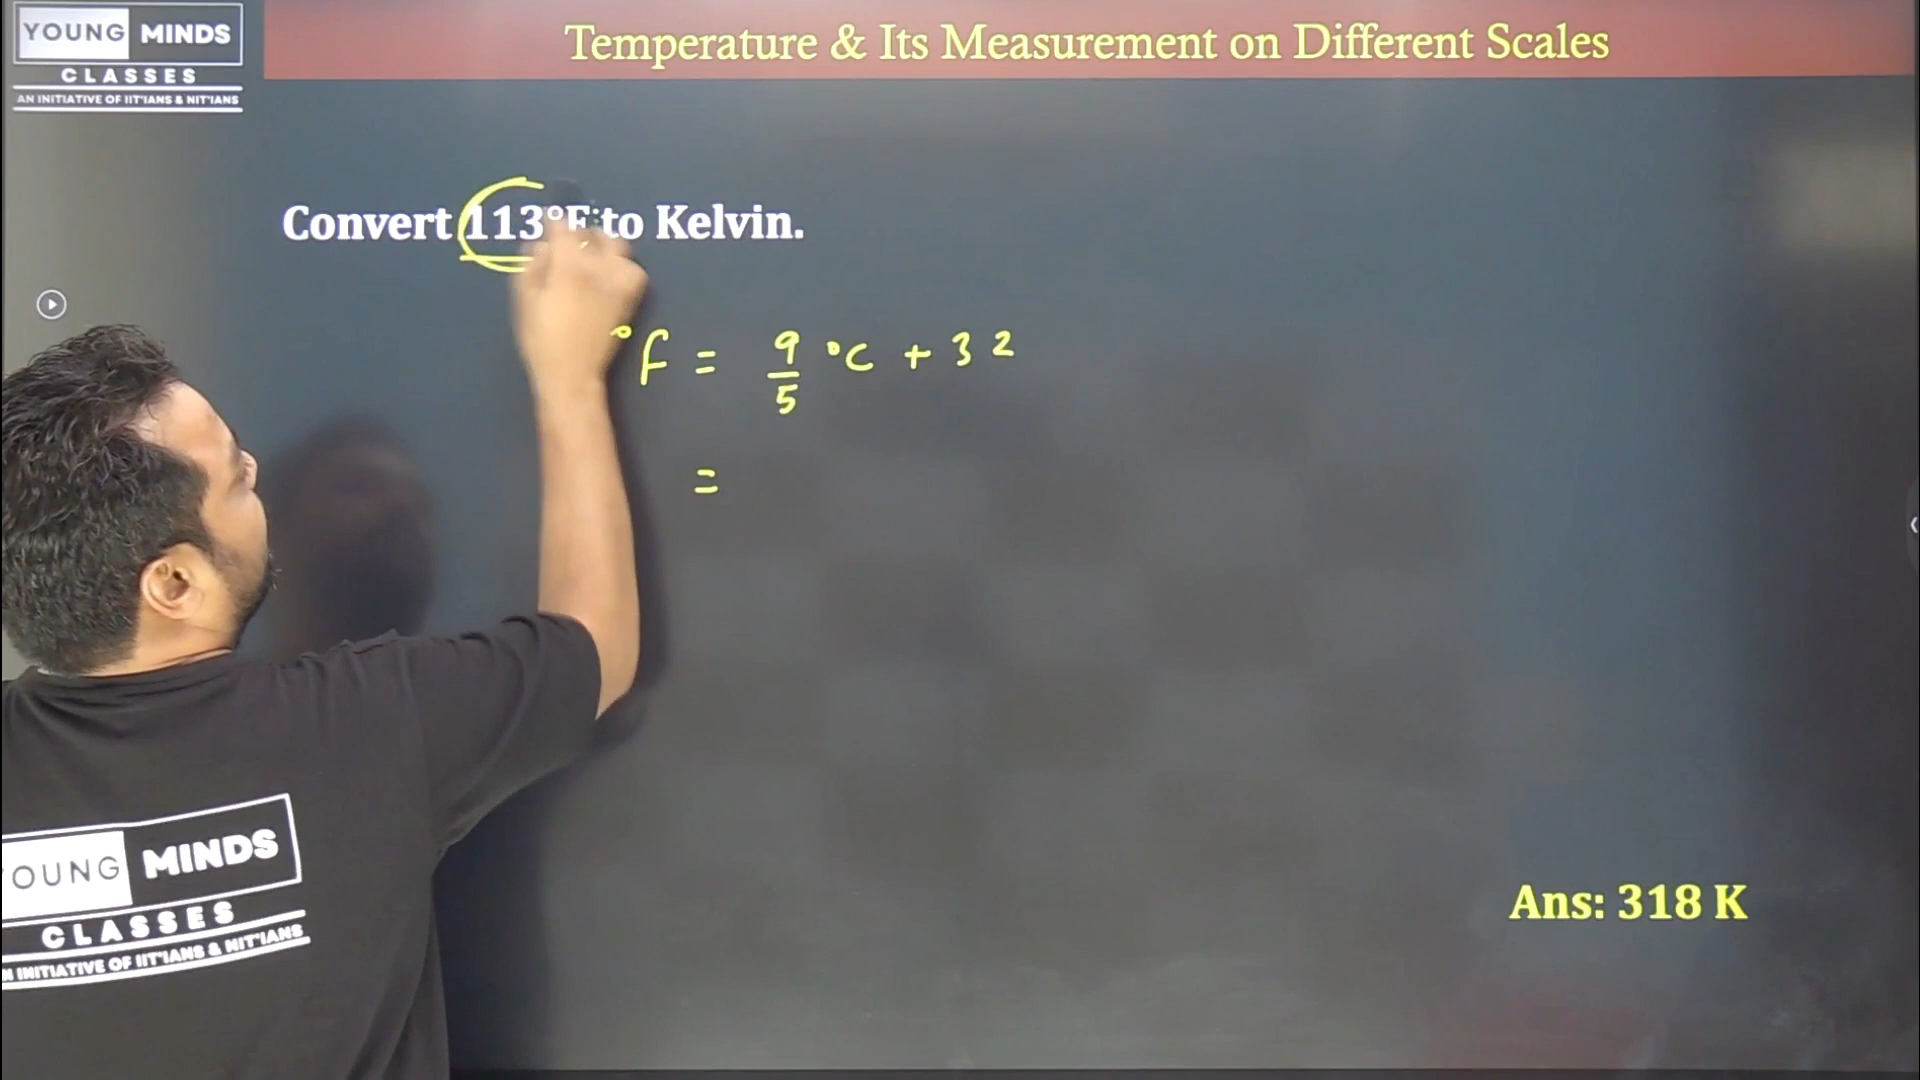 YOUNG MINDS
CLASSES
AN INITIATIVE OF IIT'IANS & NIT'IANS
Temperature & Its Measurement on Different Scales
Convert 113°F to Kelvin.
°F = 9/5 °C + 32
=
Ans: 318 K
OUNG MINDS
CLASSES
N INITIATIVE OF IIT'IANS & NIT'IANS